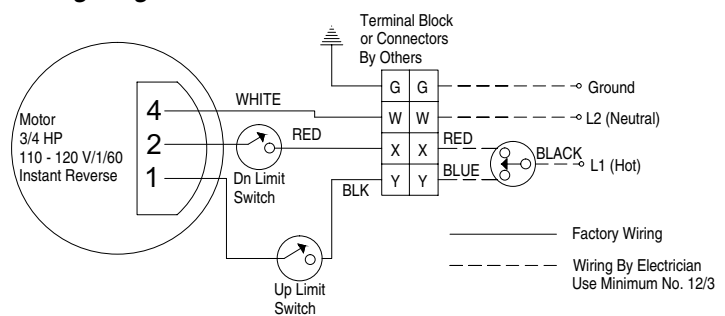 Terminal Block
or Connectors
By Others
G G
Ground
WHITE
W W
L2 (Neutral)
4
Motor
3/4 HP
110 - 120 V/1/60
Instant Reverse
2
RED
X X
RED
BLACK
L1 (Hot)
1
Dn Limit
Switch
BLK
Y Y
BLUE
Up Limit
Switch
Factory Wiring
Wiring By Electrician
Use Minimum No. 12/3